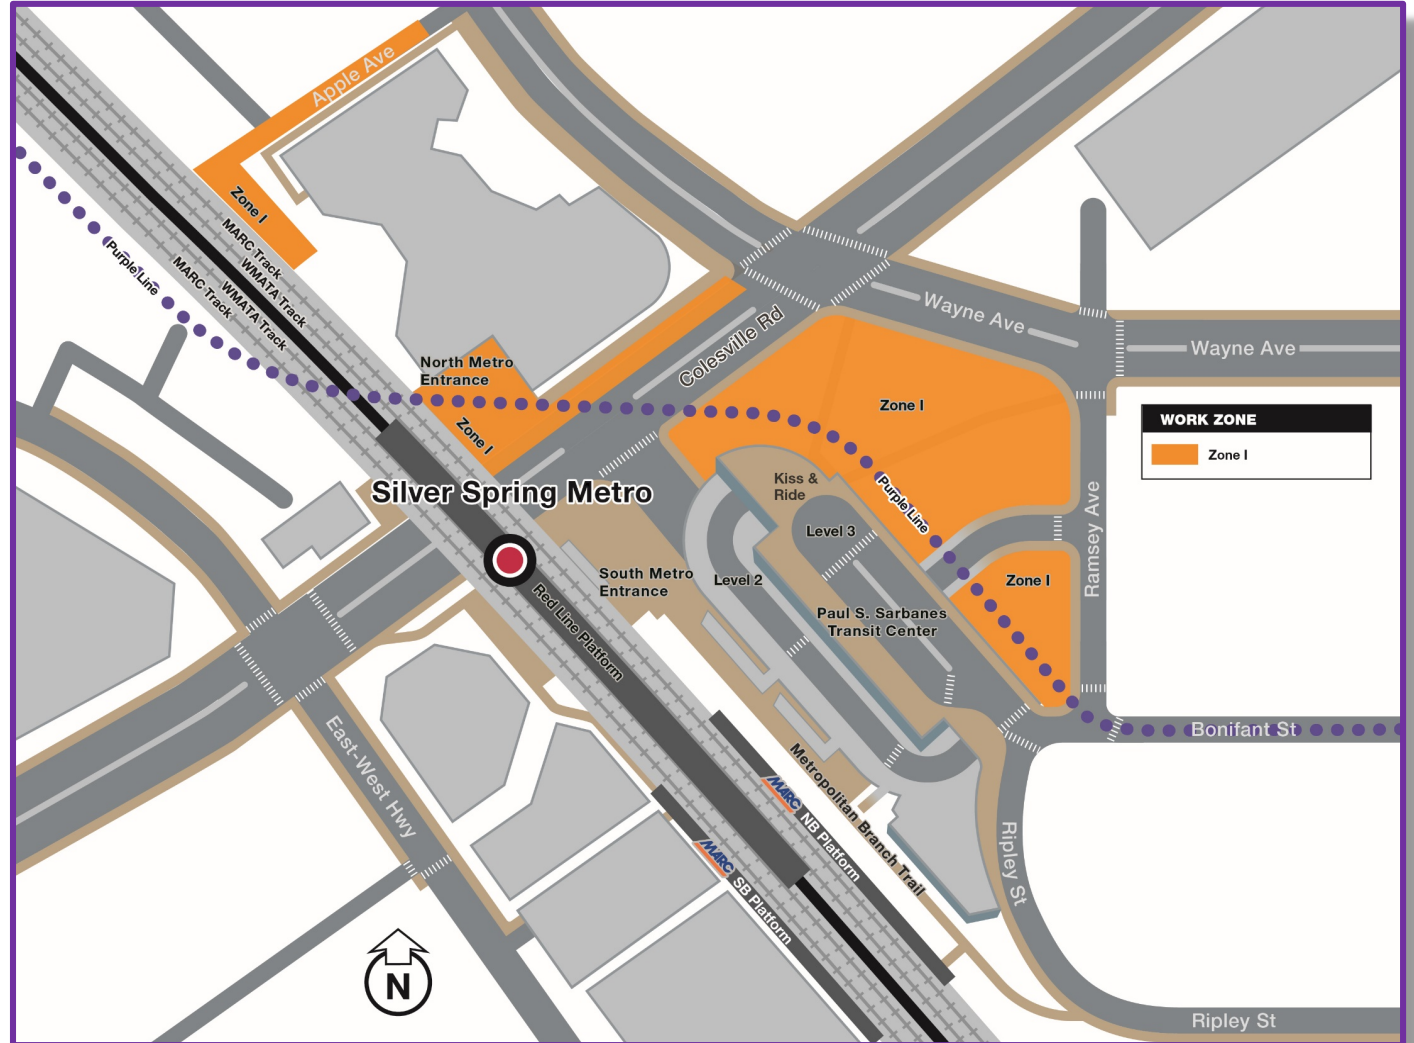 Apple Ave
Zone I
MARC Track
WMATA Track
MARC Track
WMATA Track
Purple Line
North Metro
Entrance
Zone I
Colesville Rd
Wayne Ave
Wayne Ave
Zone I
WORK ZONE
Zone I
Kiss &
Ride
Purple Line
Silver Spring Metro
Level 3
Level 2
Ramsey Ave
Zone I
South Metro
Entrance
Red Line Platform
Paul S. Sarbanes
Transit Center
East-West Hwy
Bonifant St
Metropolitan Branch Trail
MARC NB Platform
MARC SB Platform
Ripley St
N
Ripley St